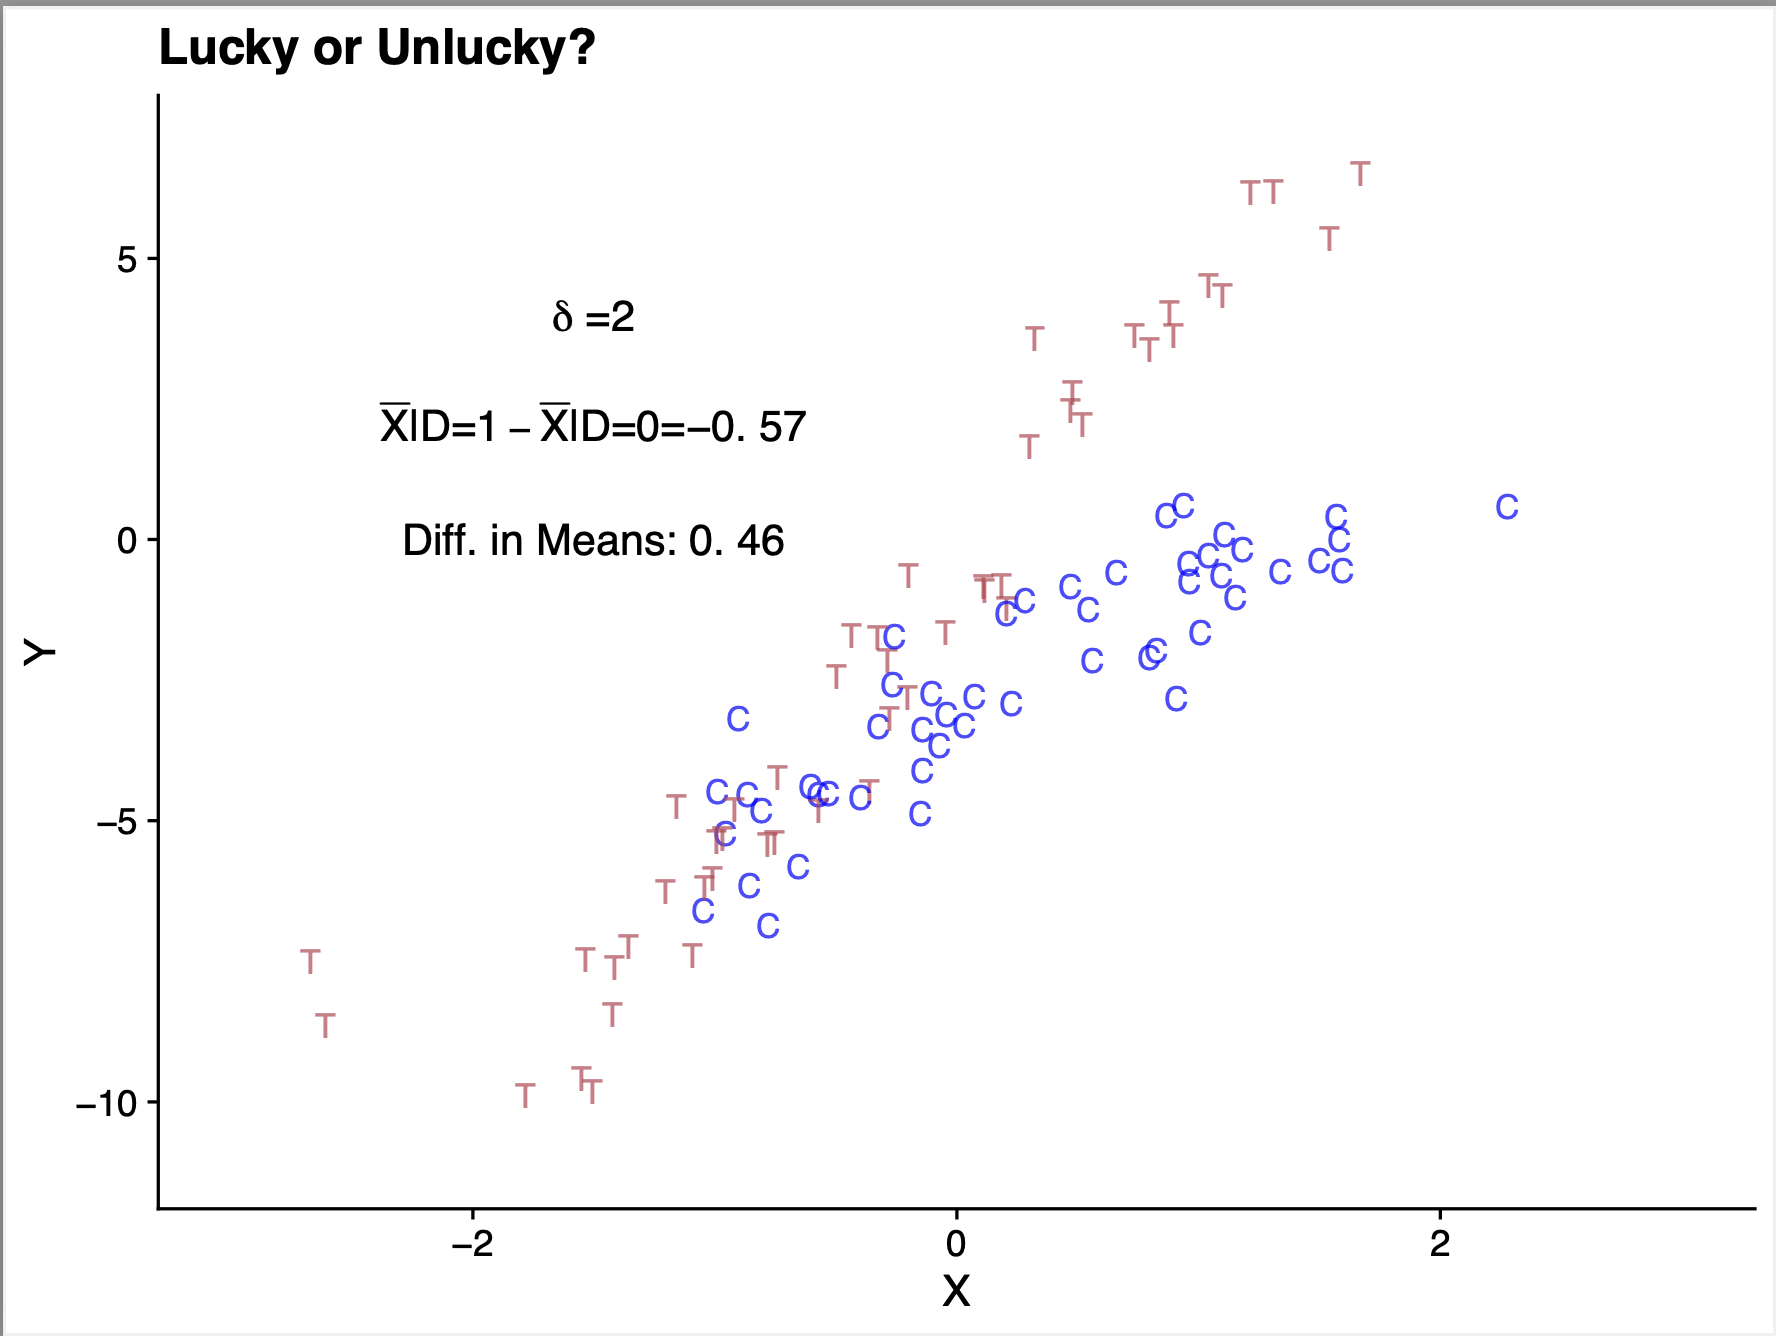 Lucky or Unlucky?
5
0
−5
−10
Y
δ =2
X̅|D=1 − X̅|D=0=−0. 57
Diff. in Means: 0. 46
−2
0
2
X